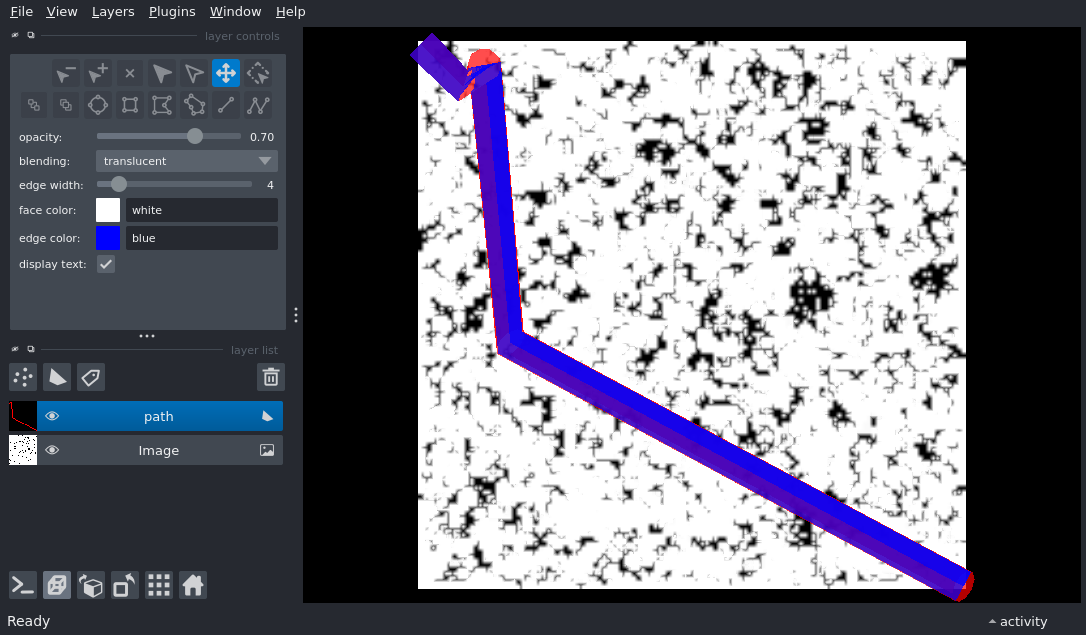 File View Layers Plugins Window Help
layer controls
opacity: 0.70
blending: translucent
edge width: 4
face color: white
edge color: blue
display text:
layer list
path
Image
Ready
activity